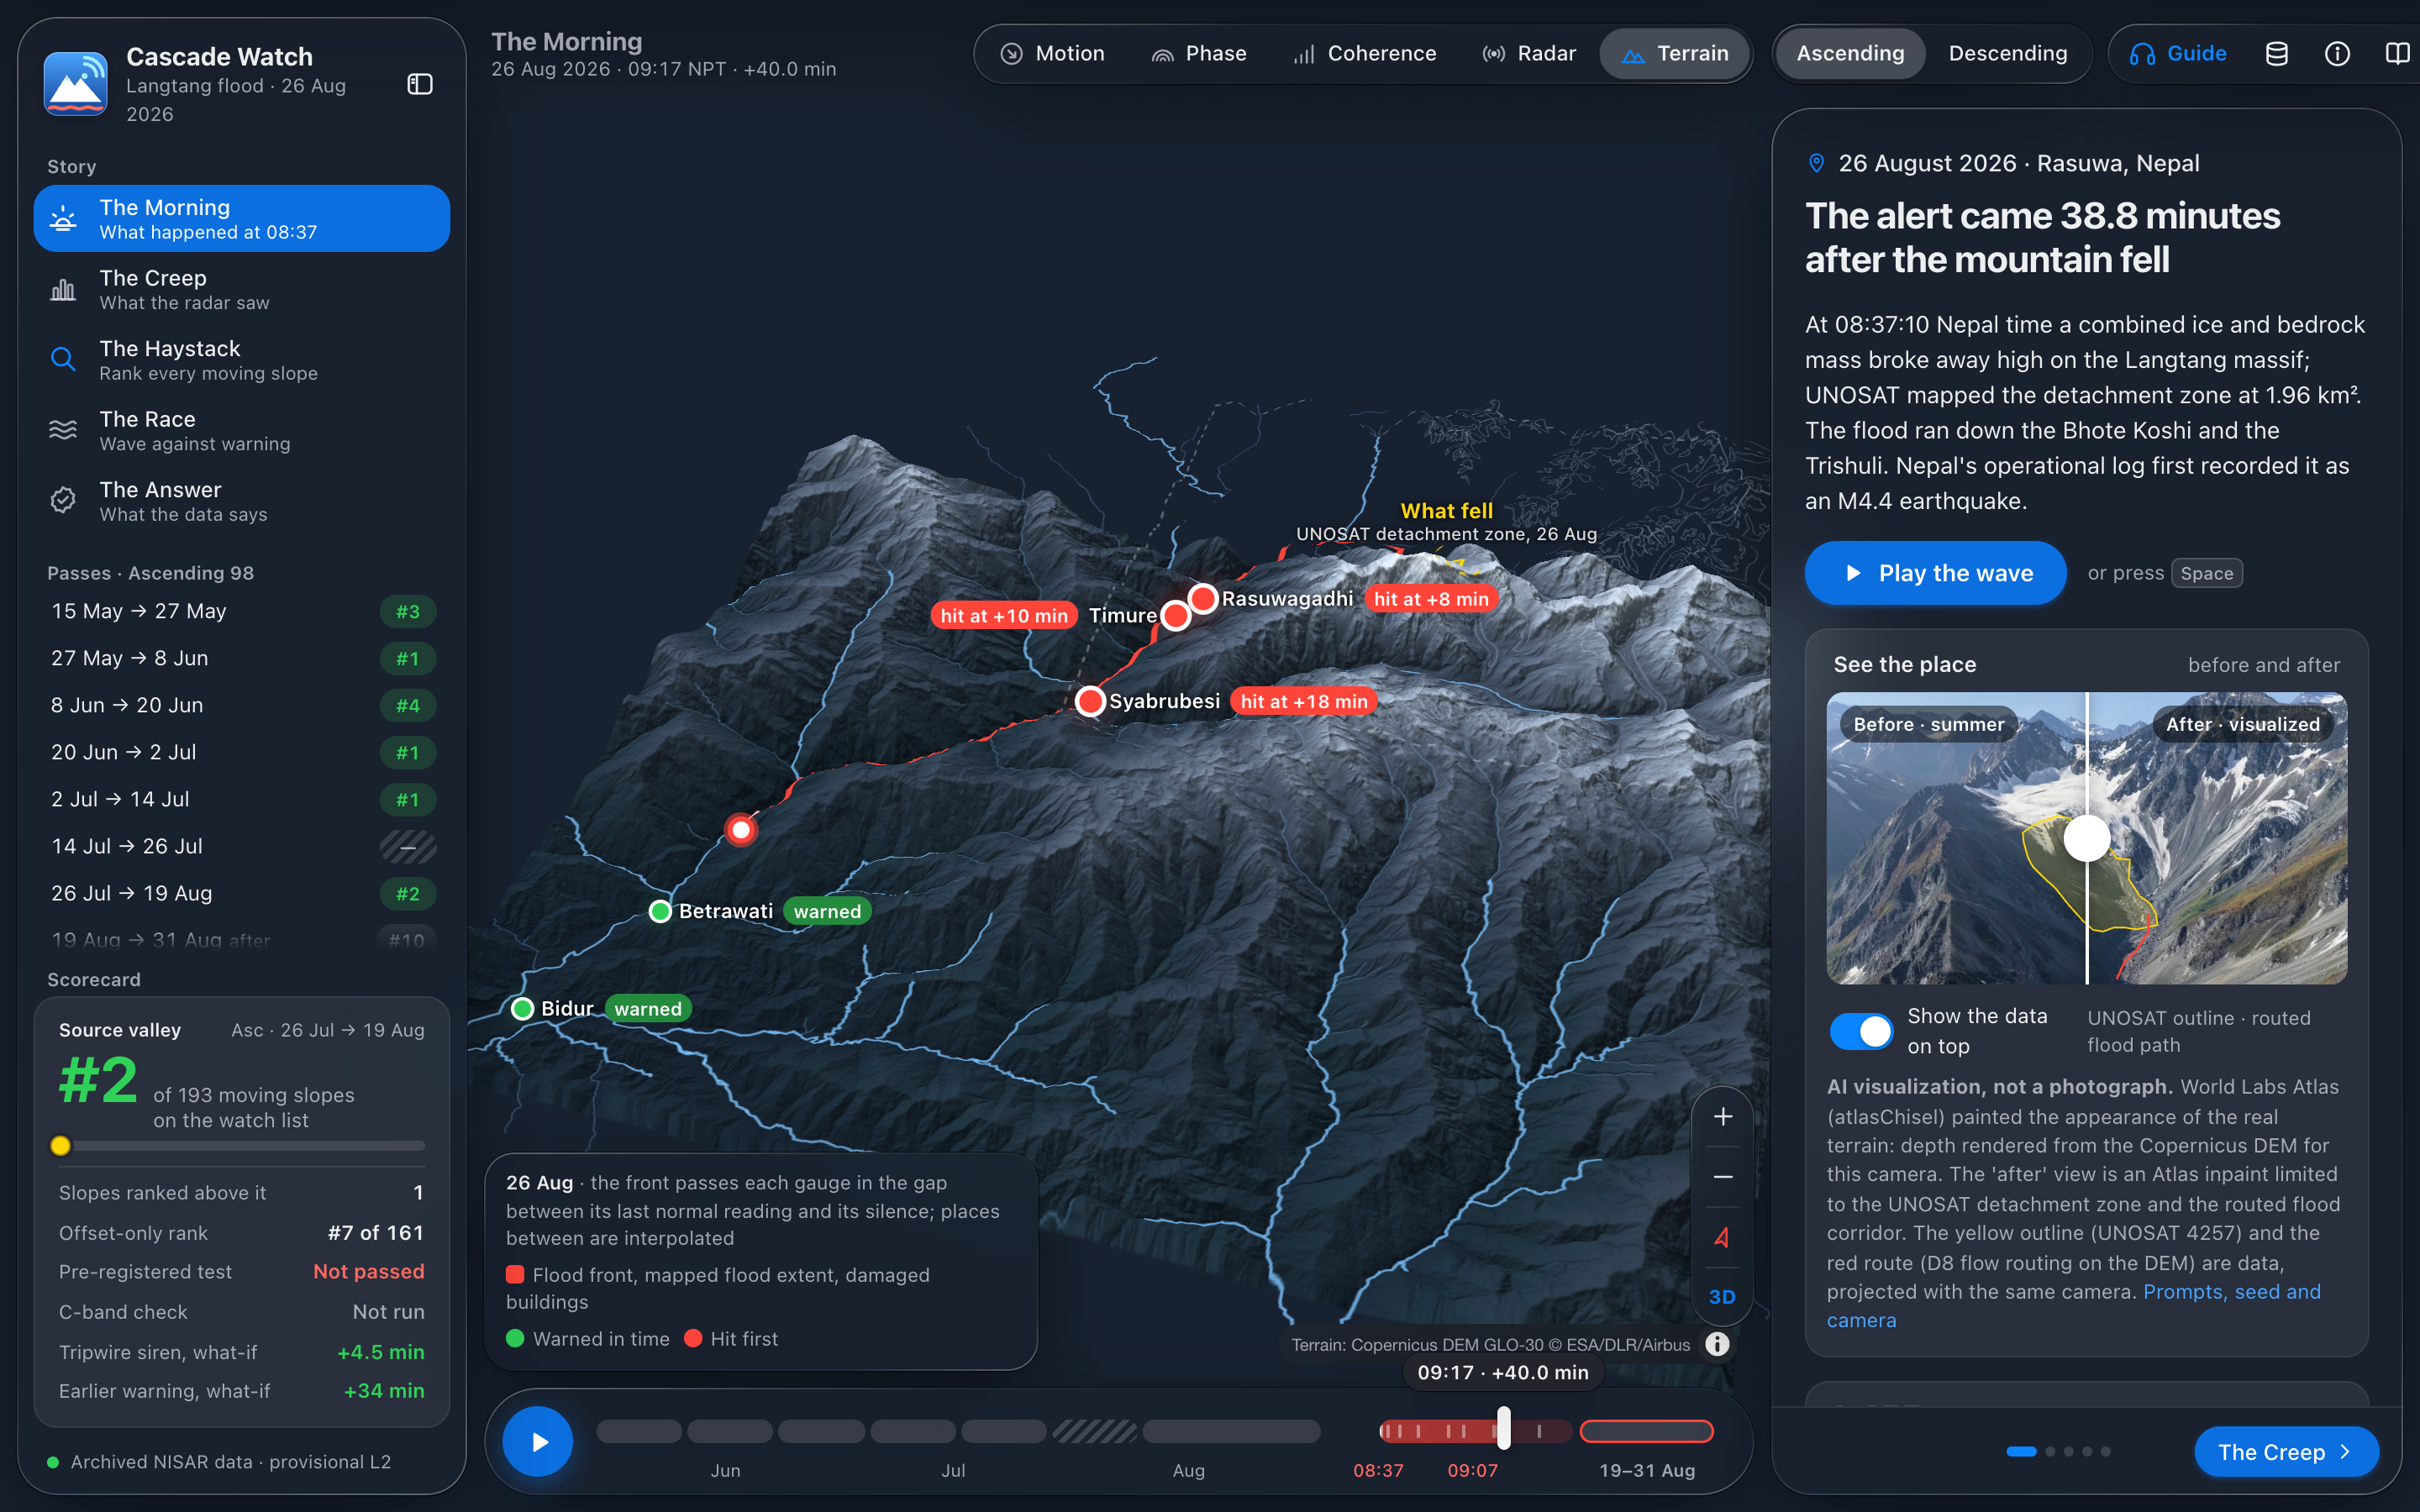 Cascade Watch
Langtang flood · 26 Aug
2026
Story
The Morning
What happened at 08:37
The Creep
What the radar saw
The Haystack
Rank every moving slope
The Race
Wave against warning
The Answer
What the data says
Passes · Ascending 98
15 May → 27 May #3
27 May → 8 Jun #1
8 Jun → 20 Jun #4
20 Jun → 2 Jul #1
2 Jul → 14 Jul #1
14 Jul → 26 Jul –
26 Jul → 19 Aug #2
19 Aug → 31 Aug after #10
Scorecard
Source valley Asc · 26 Jul → 19 Aug
#2 of 193 moving slopes
on the watch list
Slopes ranked above it 1
Offset-only rank #7 of 161
Pre-registered test Not passed
C-band check Not run
Tripwire siren, what-if +4.5 min
Earlier warning, what-if +34 min
Archived NISAR data · provisional L2
The Morning
26 Aug 2026 · 09:17 NPT · +40.0 min
Motion Phase Coherence Radar Terrain
Ascending Descending
Guide
What fell
UNOSAT detachment zone, 26 Aug
Rasuwagadhi hit at +8 min
hit at +10 min Timure
Syabrubesi hit at +18 min
Betrawati warned
Bidur warned
26 Aug · the front passes each gauge in the gap
between its last normal reading and its silence; places
between are interpolated
Flood front, mapped flood extent, damaged
buildings
Warned in time Hit first
+
−
3D
Terrain: Copernicus DEM GLO-30 © ESA/DLR/Airbus
09:17 · +40.0 min
Jun Jul Aug 08:37 09:07 19–31 Aug
26 August 2026 · Rasuwa, Nepal
The alert came 38.8 minutes
after the mountain fell
At 08:37:10 Nepal time a combined ice and bedrock
mass broke away high on the Langtang massif;
UNOSAT mapped the detachment zone at 1.96 km².
The flood ran down the Bhote Koshi and the
Trishuli. Nepal's operational log first recorded it as
an M4.4 earthquake.
Play the wave or press Space
See the place before and after
Before · summer After · visualized
Show the data
on top
UNOSAT outline · routed
flood path
AI visualization, not a photograph. World Labs Atlas
(atlasChisel) painted the appearance of the real
terrain: depth rendered from the Copernicus DEM for
this camera. The 'after' view is an Atlas inpaint limited
to the UNOSAT detachment zone and the routed flood
corridor. The yellow outline (UNOSAT 4257) and the
red route (D8 flow routing on the DEM) are data,
projected with the same camera. Prompts, seed and
camera
The Creep